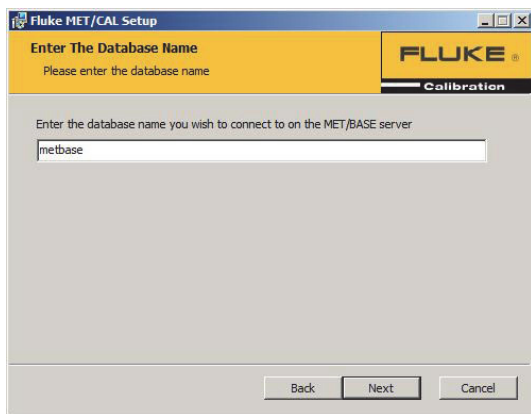 Fluke MET/CAL Setup
Enter The Database Name
Please enter the database name
FLUKE ®
Calibration
Enter the database name you wish to connect to on the MET/BASE server
metbase
Back Next Cancel